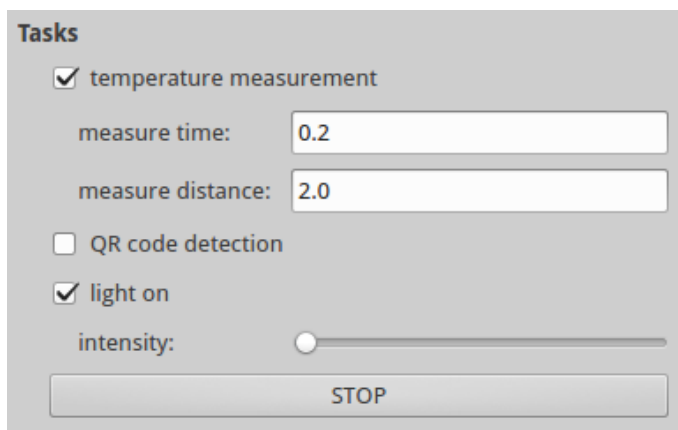 Tasks
temperature measurement
measure time: 0.2
measure distance: 2.0
QR code detection
light on
intensity:
STOP